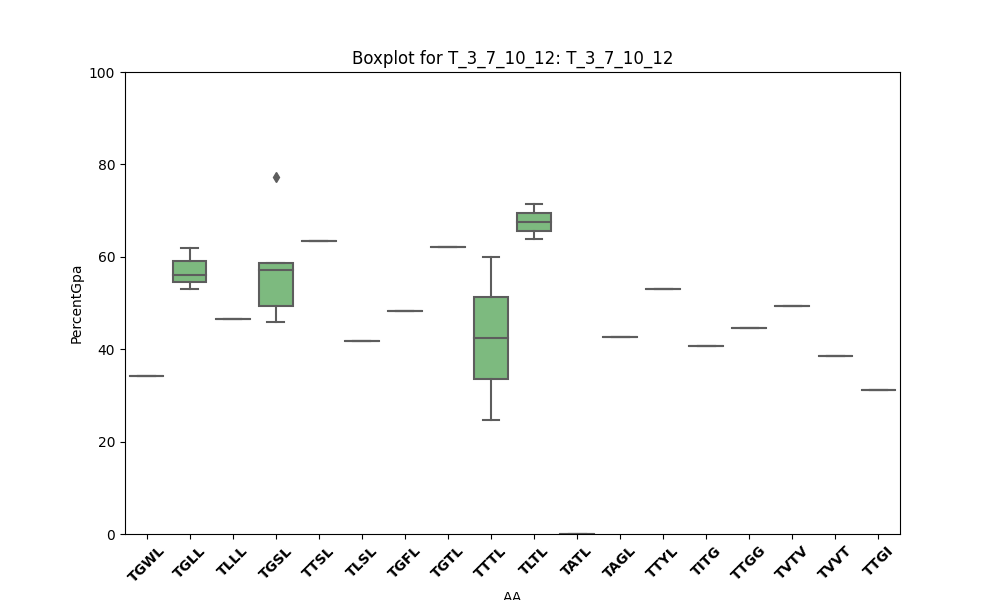 Boxplot for T_3_7_10_12: T_3_7_10_12
100
80
60
40
20
0
PercentGpa
TGWL
TGLL
TLLL
TGSL
TTSL
TLSL
TGFL
TGTL
TTTL
TLTL
TATL
TAGL
TTYL
TITG
TTGG
TVTV
TVVT
TTGI
AA